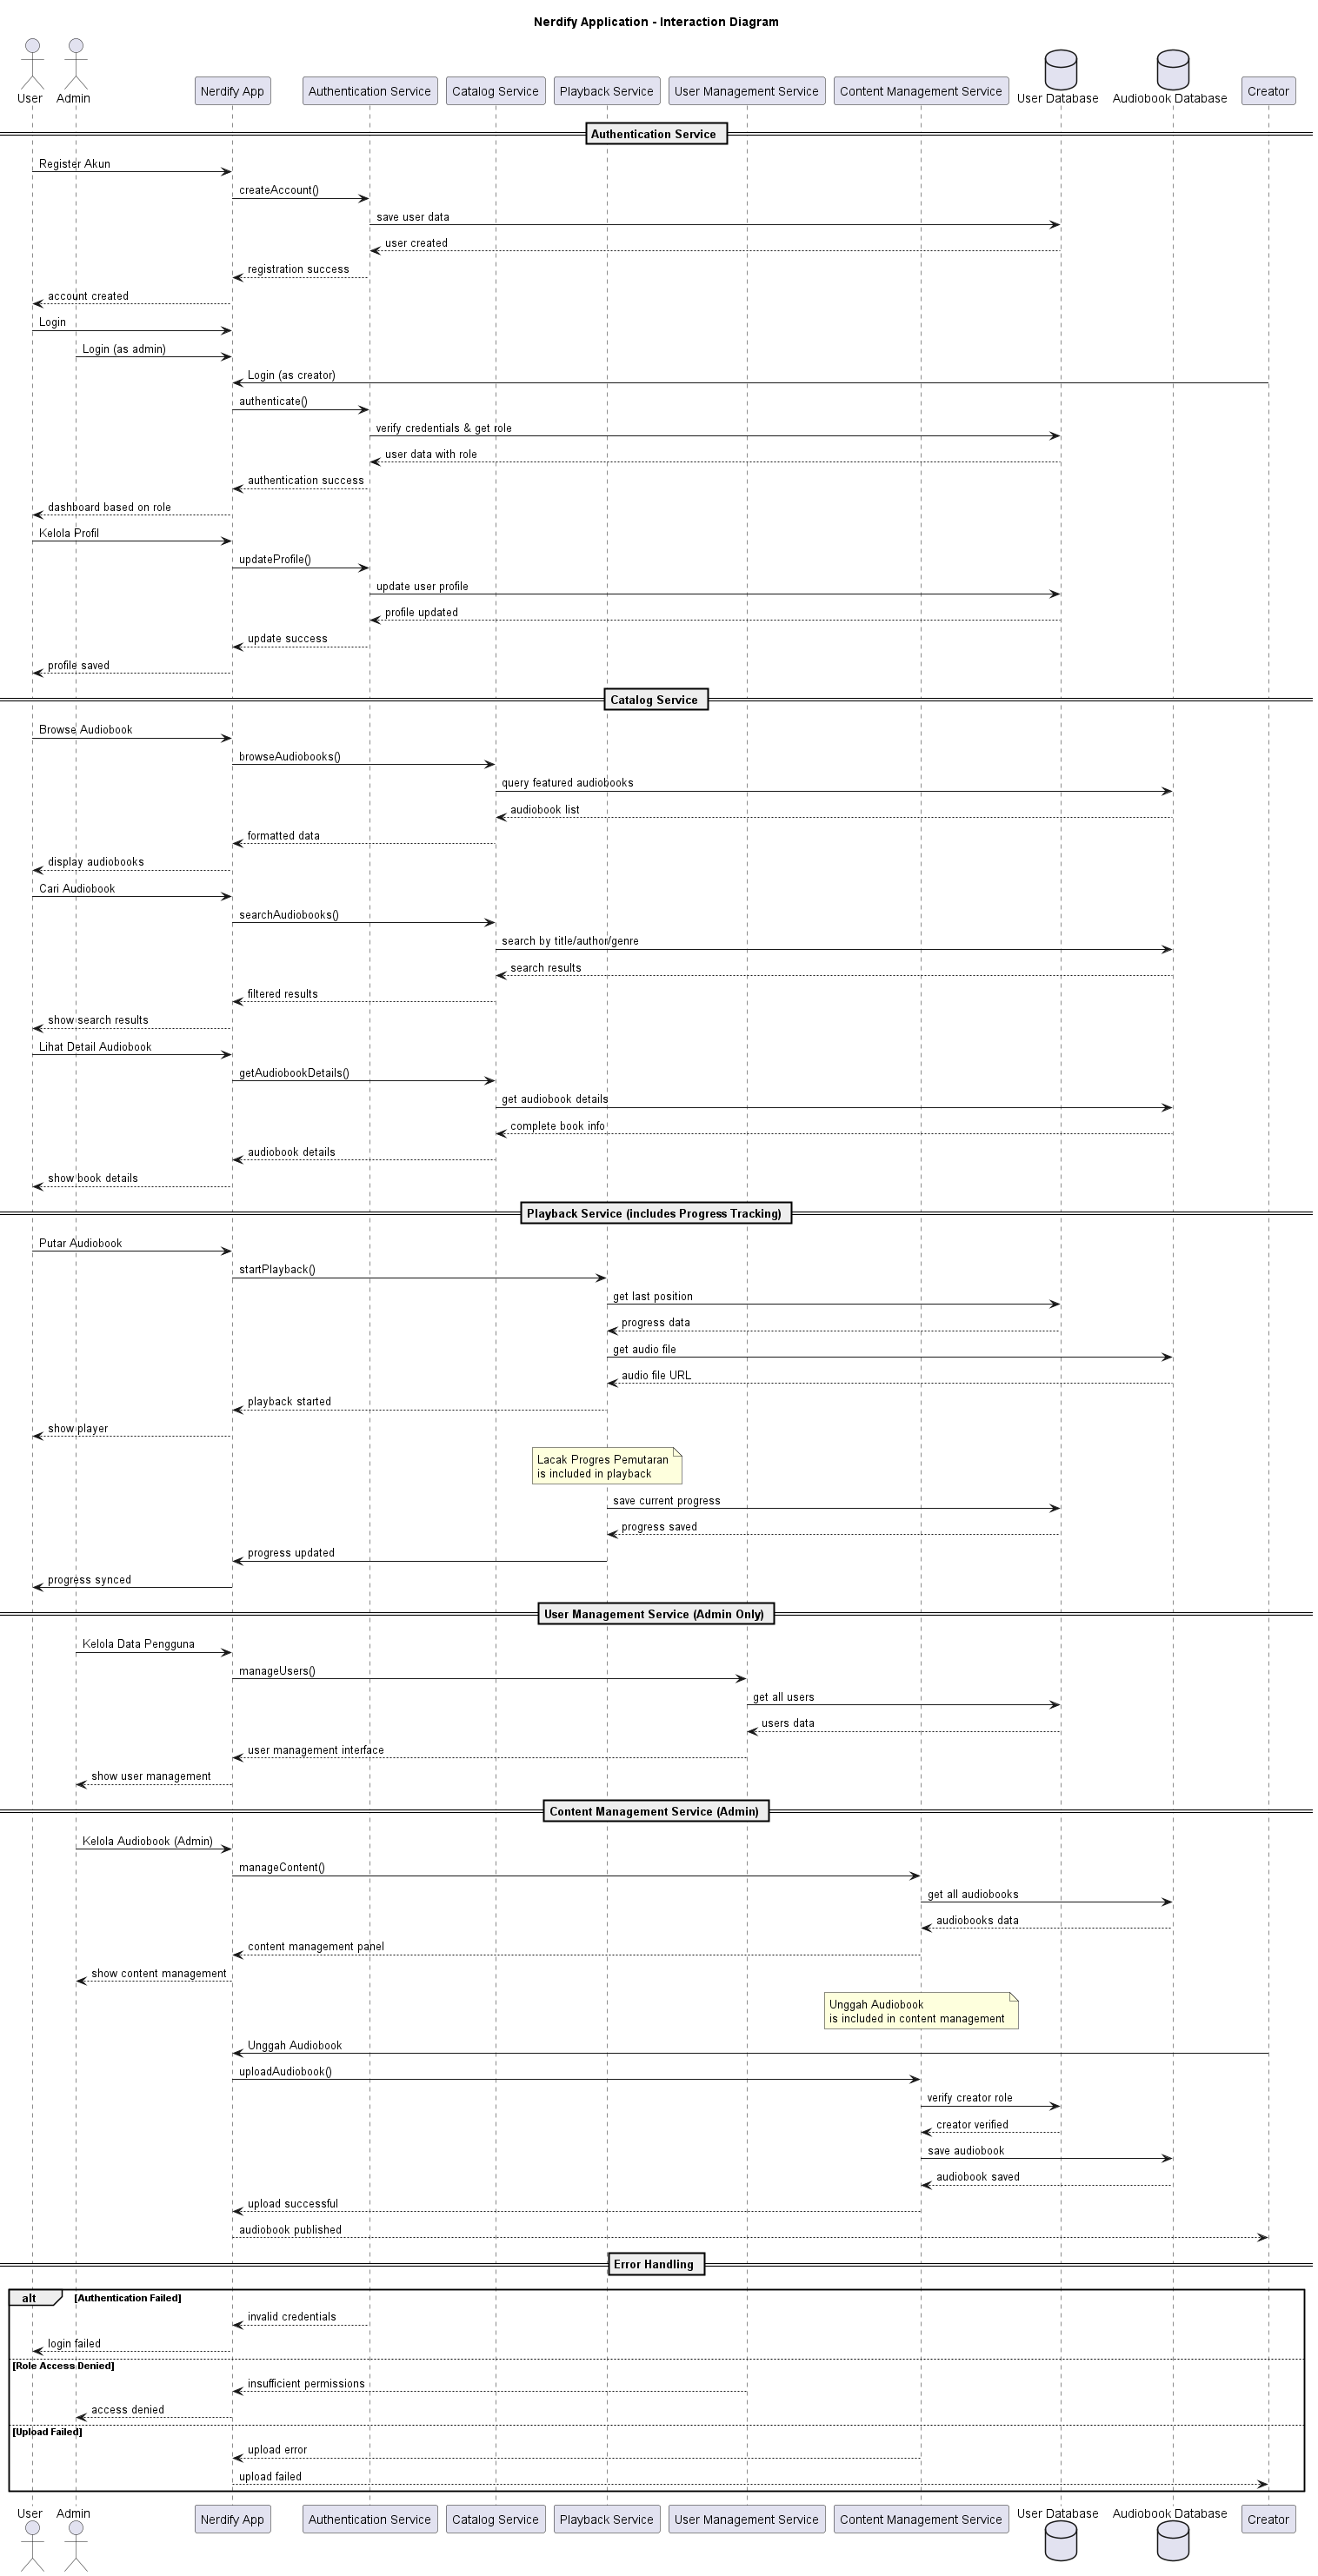 Nerdify Application - Interaction Diagram
User
Admin
Nerdify App
Authentication Service
Catalog Service
Playback Service
User Management Service
Content Management Service
User Database
Audiobook Database
Creator
Authentication Service
Register Akun
createAccount()
save user data
user created
registration success
account created
Login
Login (as admin)
Login (as creator)
authenticate()
verify credentials & get role
user data with role
authentication success
dashboard based on role
Kelola Profil
updateProfile()
update user profile
profile updated
update success
profile saved
Catalog Service
Browse Audiobook
browseAudiobooks()
query featured audiobooks
audiobook list
formatted data
display audiobooks
Cari Audiobook
searchAudiobooks()
search by title/author/genre
search results
filtered results
show search results
Lihat Detail Audiobook
getAudiobookDetails()
get audiobook details
complete book info
audiobook details
show book details
Playback Service (includes Progress Tracking)
Putar Audiobook
startPlayback()
get last position
progress data
get audio file
audio file URL
playback started
show player
Lacak Progres Pemutaran
is included in playback
save current progress
progress saved
progress updated
progress synced
User Management Service (Admin Only)
Kelola Data Pengguna
manageUsers()
get all users
users data
user management interface
show user management
Content Management Service (Admin)
Kelola Audiobook (Admin)
manageContent()
get all audiobooks
audiobooks data
content management panel
show content management
Unggah Audiobook
is included in content management
Unggah Audiobook
uploadAudiobook()
verify creator role
creator verified
save audiobook
audiobook saved
upload successful
audiobook published
Error Handling
alt [Authentication Failed]
invalid credentials
login failed
[Role Access Denied]
insufficient permissions
access denied
[Upload Failed]
upload error
upload failed
User
Admin
Nerdify App
Authentication Service
Catalog Service
Playback Service
User Management Service
Content Management Service
User Database
Audiobook Database
Creator